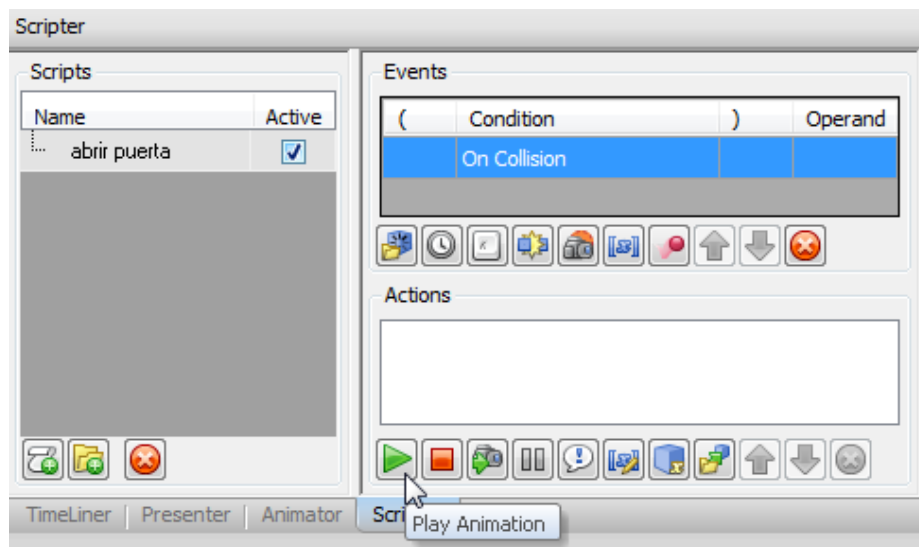 Scripter
Scripts
Name Active
abrir puerta
Events
( Condition ) Operand
On Collision
Actions
TimeLiner Presenter Animator Scri
Play Animation